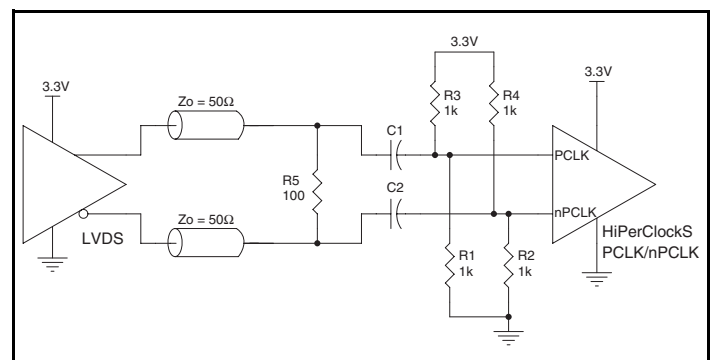 3.3V
3.3V
3.3V
Zo = 50Ω
R3
1k
R4
1k
C1
PCLK
R5
100
C2
nPCLK
Zo = 50Ω
LVDS
HiPerClockS
PCLK/nPCLK
R1
1k
R2
1k